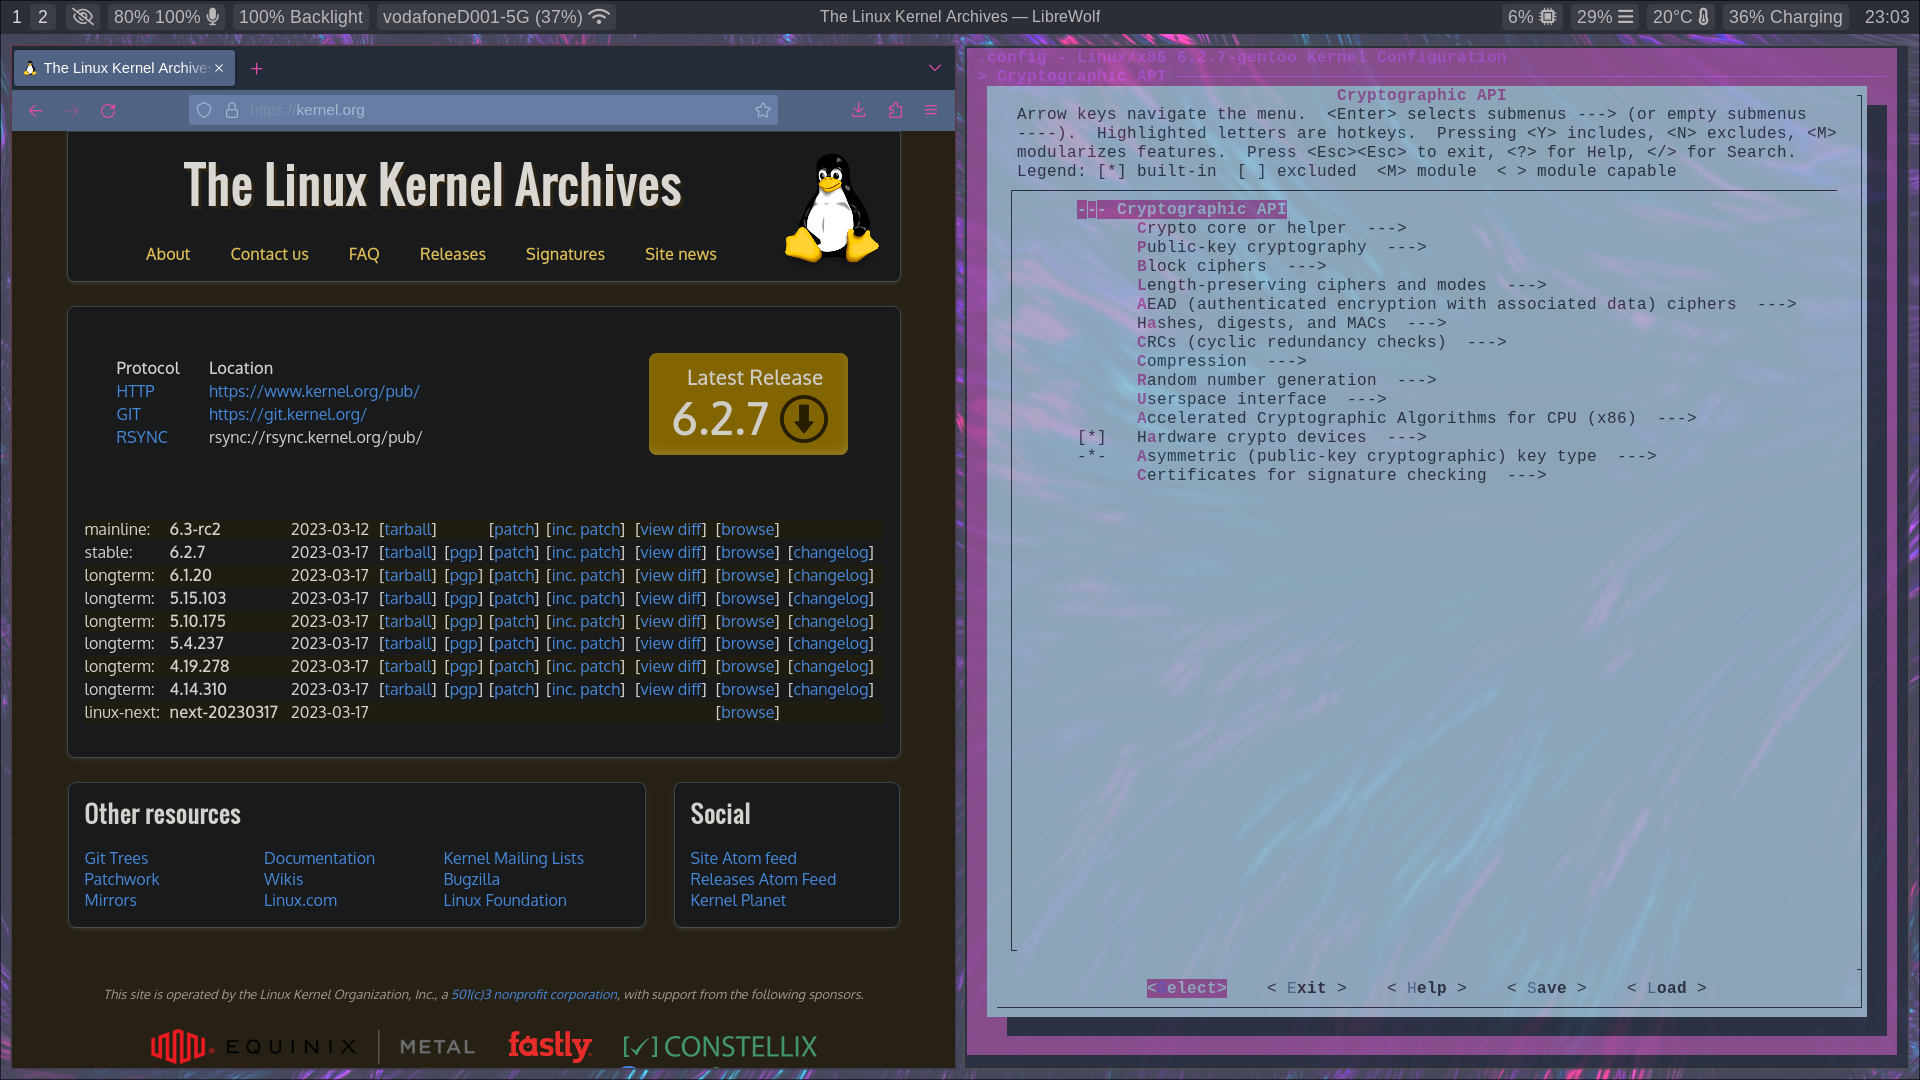 1 2 80% 100% 100% Backlight vodafoneD001-5G (37%) The Linux Kernel Archives — LibreWolf 6% 29% 20°C 36% Charging 23:03
The Linux Kernel Archives
https://kernel.org
The Linux Kernel Archives
About Contact us FAQ Releases Signatures Site news
Protocol Location
HTTP https://www.kernel.org/pub/
GIT https://git.kernel.org/
RSYNC rsync://rsync.kernel.org/pub/
Latest Release
6.2.7
mainline: 6.3-rc2 2023-03-12 [tarball] [patch] [inc. patch] [view diff] [browse]
stable: 6.2.7 2023-03-17 [tarball] [pgp] [patch] [inc. patch] [view diff] [browse] [changelog]
longterm: 6.1.20 2023-03-17 [tarball] [pgp] [patch] [inc. patch] [view diff] [browse] [changelog]
longterm: 5.15.103 2023-03-17 [tarball] [pgp] [patch] [inc. patch] [view diff] [browse] [changelog]
longterm: 5.10.175 2023-03-17 [tarball] [pgp] [patch] [inc. patch] [view diff] [browse] [changelog]
longterm: 5.4.237 2023-03-17 [tarball] [pgp] [patch] [inc. patch] [view diff] [browse] [changelog]
longterm: 4.19.278 2023-03-17 [tarball] [pgp] [patch] [inc. patch] [view diff] [browse] [changelog]
longterm: 4.14.310 2023-03-17 [tarball] [pgp] [patch] [inc. patch] [view diff] [browse] [changelog]
linux-next: next-20230317 2023-03-17 [browse]
Other resources
Git Trees Documentation Kernel Mailing Lists
Patchwork Wikis Bugzilla
Mirrors Linux.com Linux Foundation
Social
Site Atom feed
Releases Atom Feed
Kernel Planet
This site is operated by the Linux Kernel Organization, Inc., a 501(c)3 nonprofit corporation, with support from the following sponsors.
EQUINIX METAL fastly CONSTELLIX
.config - Linux/x86 6.2.7-gentoo Kernel Configuration
> Cryptographic API
Cryptographic API
Arrow keys navigate the menu.  <Enter> selects submenus ---> (or empty submenus
----).  Highlighted letters are hotkeys.  Pressing <Y> includes, <N> excludes, <M>
modularizes features.  Press <Esc><Esc> to exit, <?> for Help, </> for Search.
Legend: [*] built-in  [ ] excluded  <M> module  < > module capable
--- Cryptographic API
Crypto core or helper  --->
Public-key cryptography  --->
Block ciphers  --->
Length-preserving ciphers and modes  --->
AEAD (authenticated encryption with associated data) ciphers  --->
Hashes, digests, and MACs  --->
CRCs (cyclic redundancy checks)  --->
Compression  --->
Random number generation  --->
Userspace interface  --->
Accelerated Cryptographic Algorithms for CPU (x86)  --->
[*]   Hardware crypto devices  --->
-*-   Asymmetric (public-key cryptographic) key type  --->
Certificates for signature checking  --->
< elect>    < Exit >    < Help >    < Save >    < Load >